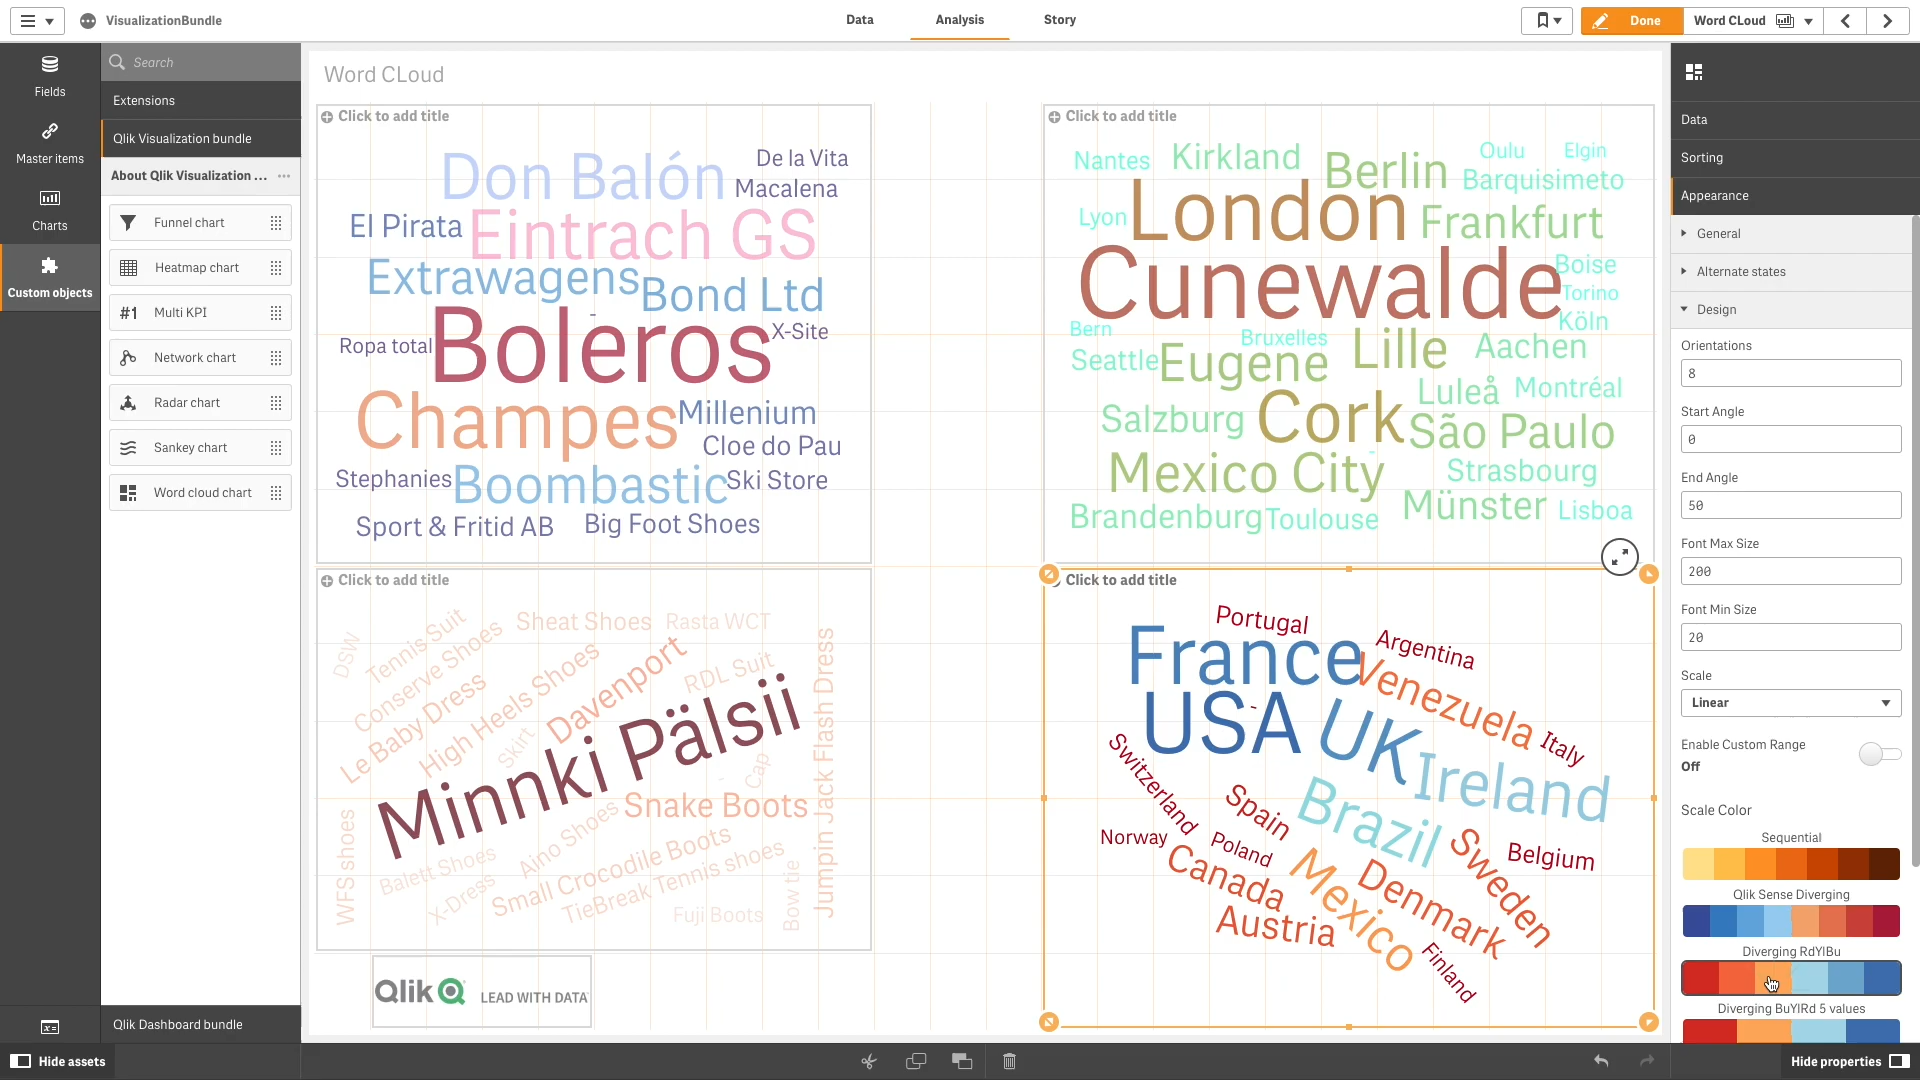 VisualizationBundle
Data
Analysis
Story
Done
Word CLoud
Fields
Master items
Charts
Custom objects
Search
Extensions
Qlik Visualization bundle
About Qlik Visualization ...
Funnel chart
Heatmap chart
#1 Multi KPI
Network chart
Radar chart
Sankey chart
Word cloud chart
Qlik Dashboard bundle
Hide assets
Word CLoud
Click to add title
Don Balón
De la Vita
Macalena
El Pirata
Eintrach GS
Extrawagens
Bond Ltd
Boleros
X-Site
Ropa total
-
Champes
Millenium
Cloe do Pau
Stephanies
Boombastic
Ski Store
Sport & Fritid AB
Big Foot Shoes
Click to add title
Nantes
Kirkland
Berlin
Oulu
Elgin
Barquisimeto
London
Lyon
Frankfurt
Cunewalde
Boise
Torino
Köln
Bern
Bruxelles
Seattle
Eugene
Lille
Aachen
Luleå
Montréal
Salzburg
Cork
São Paulo
-
Mexico City
Strasbourg
Brandenburg
Toulouse
Münster
Lisboa
Click to add title
DSW
Tennis Suit
Conserve Shoes
Sheat Shoes
Rasta WCT
Le Baby Dress
High Heels Shoes
Davenport
RDL Suit
Jumpin Jack Flash Dress
Skirt
Minnki Pälsii
-
Cap
Snake Boots
WFS shoes
Balett Shoes
Aino Shoes
X-Dress
Small Crocodile Boots
TieBreak Tennis shoes
Fuji Boots
Bow tie
Qlik LEAD WITH DATA
Click to add title
Portugal
France
Argentina
Venezuela
USA
-
UK
Italy
Switzerland
Ireland
Spain
Brazil
Norway
Poland
Sweden
Belgium
Canada
Mexico
Denmark
Austria
Finland
Data
Sorting
Appearance
General
Alternate states
Design
Orientations
8
Start Angle
0
End Angle
50
Font Max Size
200
Font Min Size
20
Scale
Linear
Enable Custom Range
Off
Scale Color
Sequential
Qlik Sense Diverging
Diverging RdYlBu
Diverging BuYlRd 5 values
Hide properties